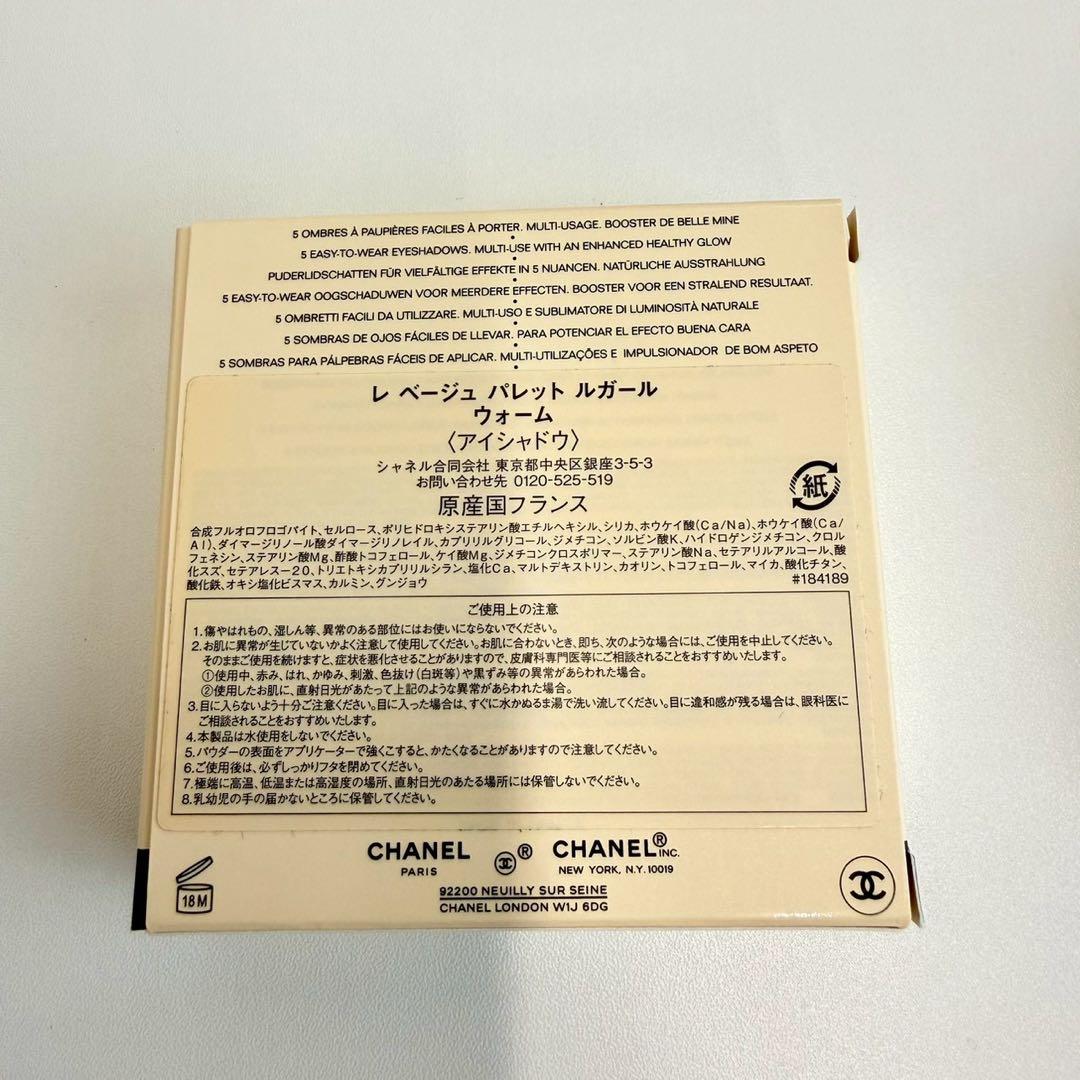 5 OMBRES À PAUPIÈRES FACILES À PORTER. MULTI-USAGE. BOOSTER DE BELLE MINE
5 EASY-TO-WEAR EYESHADOWS. MULTI-USE WITH AN ENHANCED HEALTHY GLOW
PUDERLIDSCHATTEN FÜR VIELFÄLTIGE EFFEKTE IN 5 NUANCEN. NATÜRLICHE AUSSTRAHLUNG
5 EASY-TO-WEAR OOGSCHADUWEN VOOR MEERDERE EFFECTEN. BOOSTER VOOR EEN STRALEND RESULTAAT.
5 OMBRETTI FACILI DA UTILIZZARE. MULTI-USO E SUBLIMATORE DI LUMINOSITÀ NATURALE
5 SOMBRAS DE OJOS FÁCILES DE LLEVAR. PARA POTENCIAR EL EFECTO BUENA CARA
5 SOMBRAS PARA PÁLPEBRAS FÁCEIS DE APLICAR. MULTI-UTILIZAÇÕES E IMPULSIONADOR DE BOM ASPETO
レ ベージュ パレット ルガール
ウォーム
〈アイシャドウ〉
シャネル合同会社 東京都中央区銀座3-5-3
お問い合わせ先 0120-525-519
原産国フランス
紙
合成フルオロフロゴパイト、セルロース、ポリヒドロキシステアリン酸エチルヘキシル、シリカ、ホウケイ酸(Ca/Na)、ホウケイ酸(Ca/
Al)、ダイマージリノール酸ダイマージリノレイル、カプリリルグリコール、ジメチコン、ソルビン酸K、ハイドロゲンジメチコン、クロル
フェネシン、ステアリン酸Mg、酢酸トコフェロール、ケイ酸Mg、ジメチコンクロスポリマー、ステアリン酸Na、セテアリルアルコール、酸
化スズ、セテアレス−20、トリエトキシカプリリルシラン、塩化Ca、マルトデキストリン、カオリン、トコフェロール、マイカ、酸化チタン、
酸化鉄、オキシ塩化ビスマス、カルミン、グンジョウ #184189
ご使用上の注意
1.傷やはれもの、湿しん等、異常のある部位にはお使いにならないでください。
2.お肌に異常が生じていないかよく注意して使用してください。お肌に合わないとき、即ち、次のような場合には、ご使用を中止してください。
そのままご使用を続けますと、症状を悪化させることがありますので、皮膚科専門医等にご相談されることをおすすめいたします。
①使用中、赤み、はれ、かゆみ、刺激、色抜け(白斑等)や黒ずみ等の異常があらわれた場合。
②使用したお肌に、直射日光があたって上記のような異常があらわれた場合。
3.目に入らないよう十分ご注意ください。目に入った場合は、すぐに水かぬるま湯で洗い流してください。目に違和感が残る場合は、眼科医に
ご相談されることをおすすめいたします。
4.本製品は水使用をしないでください。
5.パウダーの表面をアプリケーターで強くこすると、かたくなることがありますので注意してください。
6.ご使用後は、必ずしっかりフタを閉めてください。
7.極端に高温、低温または高湿度の場所、直射日光のあたる場所には保管しないでください。
8.乳幼児の手の届かないところに保管してください。
CHANEL ® CHANEL® INC.
PARIS NEW YORK, N.Y. 10019
92200 NEUILLY SUR SEINE
CHANEL LONDON W1J 6DG
18M